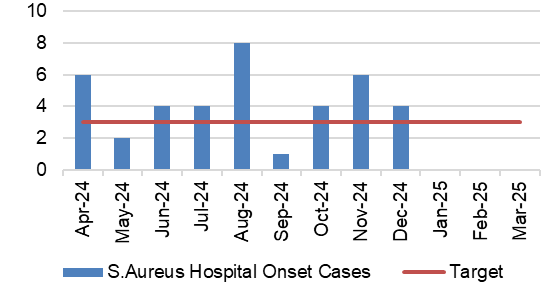 10
8
6
4
2
0
Apr-24
May-24
Jun-24
Jul-24
Aug-24
Sep-24
Oct-24
Nov-24
Dec-24
Jan-25
Feb-25
Mar-25
S.Aureus Hospital Onset Cases
Target